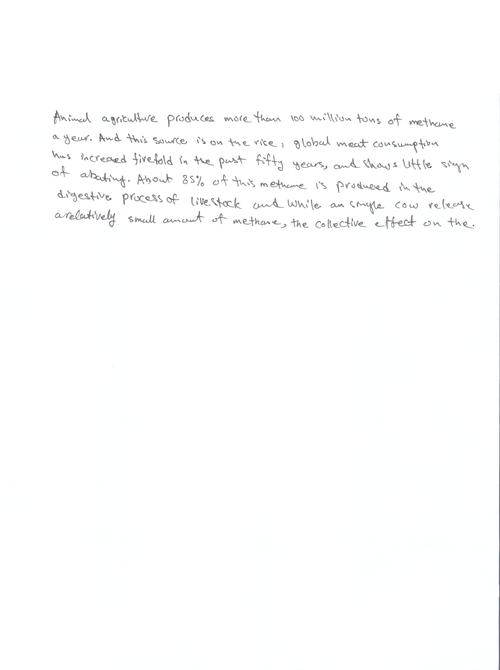 Animal agriculture produces more than 100 million tons of methane
a year. And this source is on the rise; global meat consumption
has increased fivefold in the past fifty years, and shows little sign
of abating. About 85% of this methane is produced in the
digestive process of livestock and while an single cow release
a relatively small amount of methane, the collective effect on the.